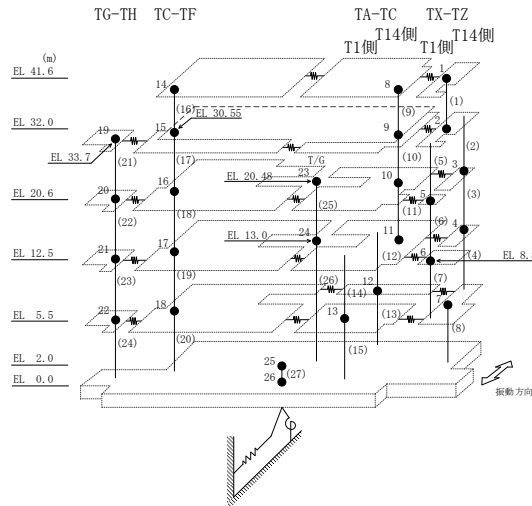 TG-TH TC-TF TA-TC TX-TZ
T1側 T14側 T1側 T14側
(m)
EL 41.6
14 8 1
(16) (9) (1)
EL 30.55
EL 32.0
19 15 9 2
(21) (17) (10) (2)
EL 33.7
T/G
EL 20.48 23 10 (5) 3
EL 20.6
20 16 (11) 5 (3)
(22) (18) (25) (6) 4
EL 13.0 24 11
EL 12.5
21 17 (12) 6 (4) EL 8.
(23) (19) (26) (14) 12 (7)
EL 5.5
22 18 13 (13) 7
(24) (20) (15) (8)
EL 2.0
25
EL 0.0
26 (27)
振動方向